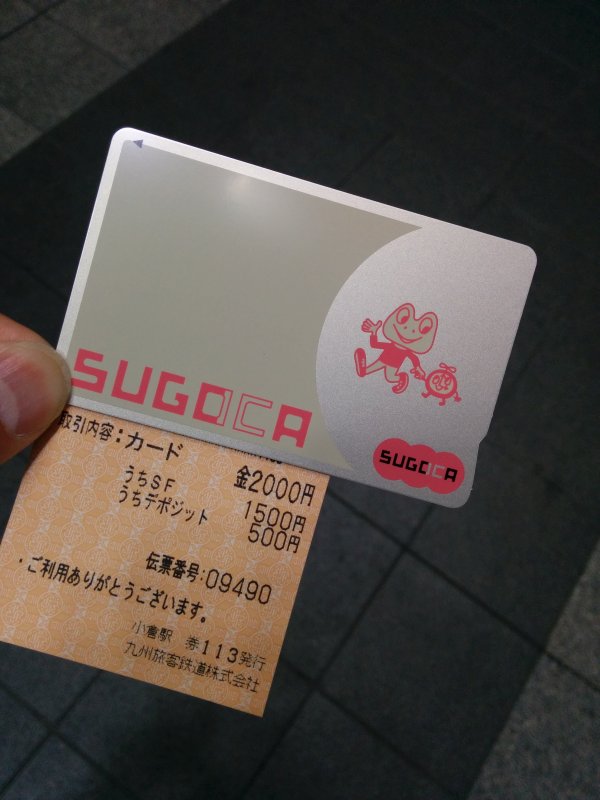 SUGOCA
SUGOCA
取引内容:カード
金2000円
うちSF 1500円
うちデポジット 500円
伝票番号:09490
・ご利用ありがとうございます。
小倉駅 券113発行
九州旅客鉄道株式会社